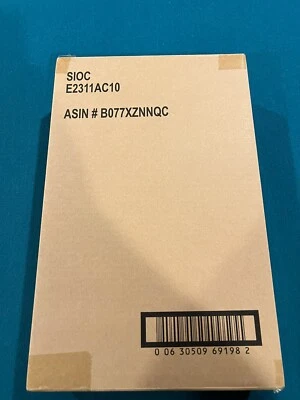 SIOC
E2311AC10
ASIN # B077XZNNQC
0 06 30509 69198 2